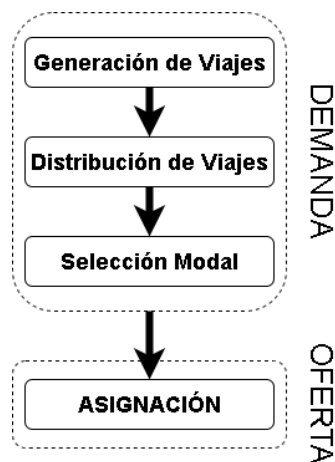 Generación de Viajes
Distribución de Viajes
Selección Modal
DEMANDA
ASIGNACIÓN
OFERTA